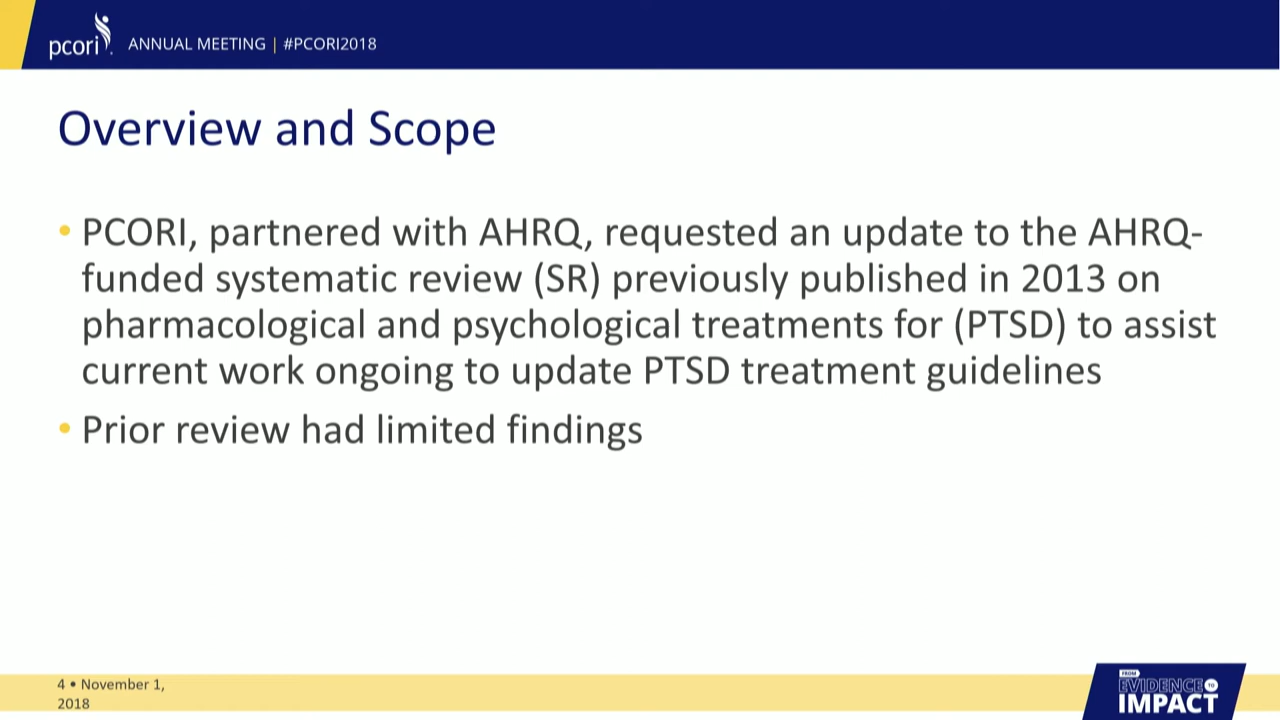 pcori
ANNUAL MEETING | #PCORI2018
Overview and Scope
• PCORI, partnered with AHRQ, requested an update to the AHRQ-
funded systematic review (SR) previously published in 2013 on
pharmacological and psychological treatments for (PTSD) to assist
current work ongoing to update PTSD treatment guidelines
• Prior review had limited findings
4 • November 1,
2018
FROM
EVIDENCE TO
IMPACT